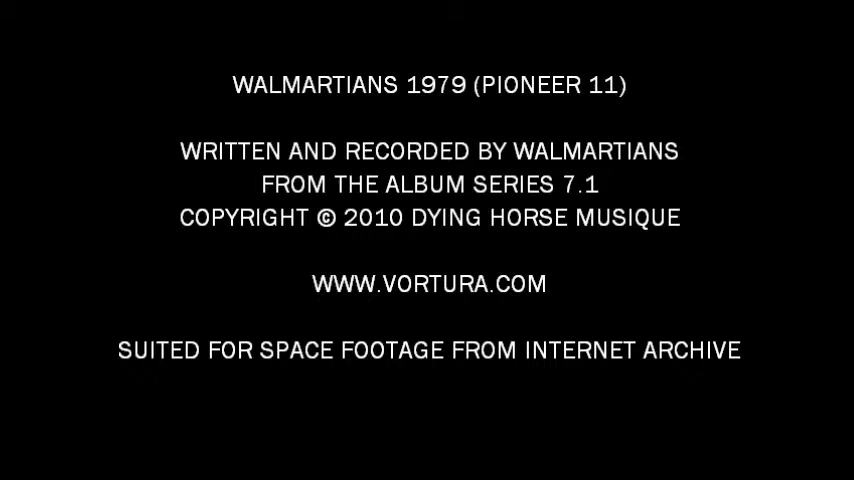 WALMARTIANS 1979 (PIONEER 11)
WRITTEN AND RECORDED BY WALMARTIANS
FROM THE ALBUM SERIES 7.1
COPYRIGHT © 2010 DYING HORSE MUSIQUE
WWW.VORTURA.COM
SUITED FOR SPACE FOOTAGE FROM INTERNET ARCHIVE